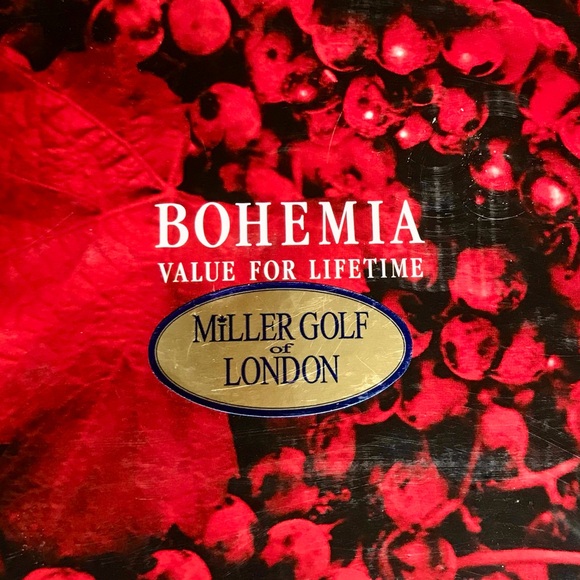 BOHEMIA
VALUE FOR LIFETIME
MiLLER GOLF
of
LONDON